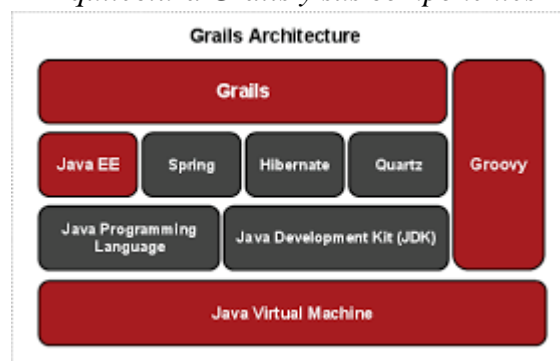 Grails Architecture
Grails
Groovy
Java EE
Spring
Hibernate
Quartz
Java Programming
Language
Java Development Kit (JDK)
Java Virtual Machine